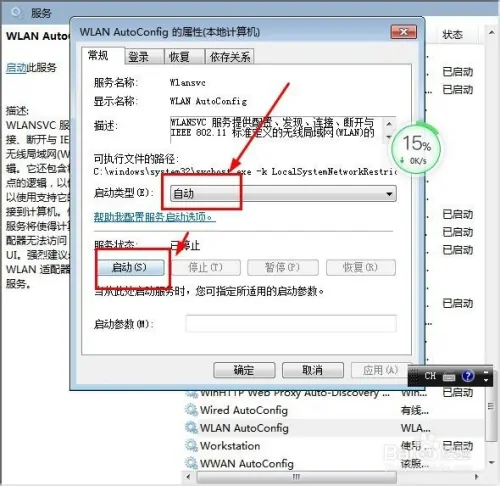 服务
WLAN AutoC
启动此服务
描述:
WLANSVC 服
接、断开与 IE
无线局域网(W
辑。它还包含
点的逻辑，以
以使用支持它
接到计算机。
服务将使得计
配器无法访问
UI。强烈建议
WLAN 适配器
服务。
WLAN AutoConfig 的属性(本地计算机)
常规 登录 恢复 依存关系
服务名称: Wlansvc
显示名称: WLAN AutoConfig
描述: WLANSVC 服务提供配置、发现、连接、断开与
IEEE 802.11 标准定义的无线局域网(WLAN)的
可执行文件的路径:
C:\windows\system32\svchost.exe -k LocalSystemNetworkRestric
启动类型(E): 自动
帮助我配置服务启动选项。
服务状态: 已停止
启动(S) 停止(T) 暂停(P) 恢复(R)
当从此处启动服务时，您可指定所适用的启动参数。
启动参数(M):
确定 取消 应用(A)
状态
已启动
已启动
已启动
已启动
已启动
已启动
已启动
已启动
已启动
15%
0K/s
CH
WinHTTP Web Proxy Auto-Discovery ... Win... 已启动
Wired AutoConfig 有线...
WLAN AutoConfig WLA...
Workstation 使用... 已启动
WWAN AutoConfig 该服...